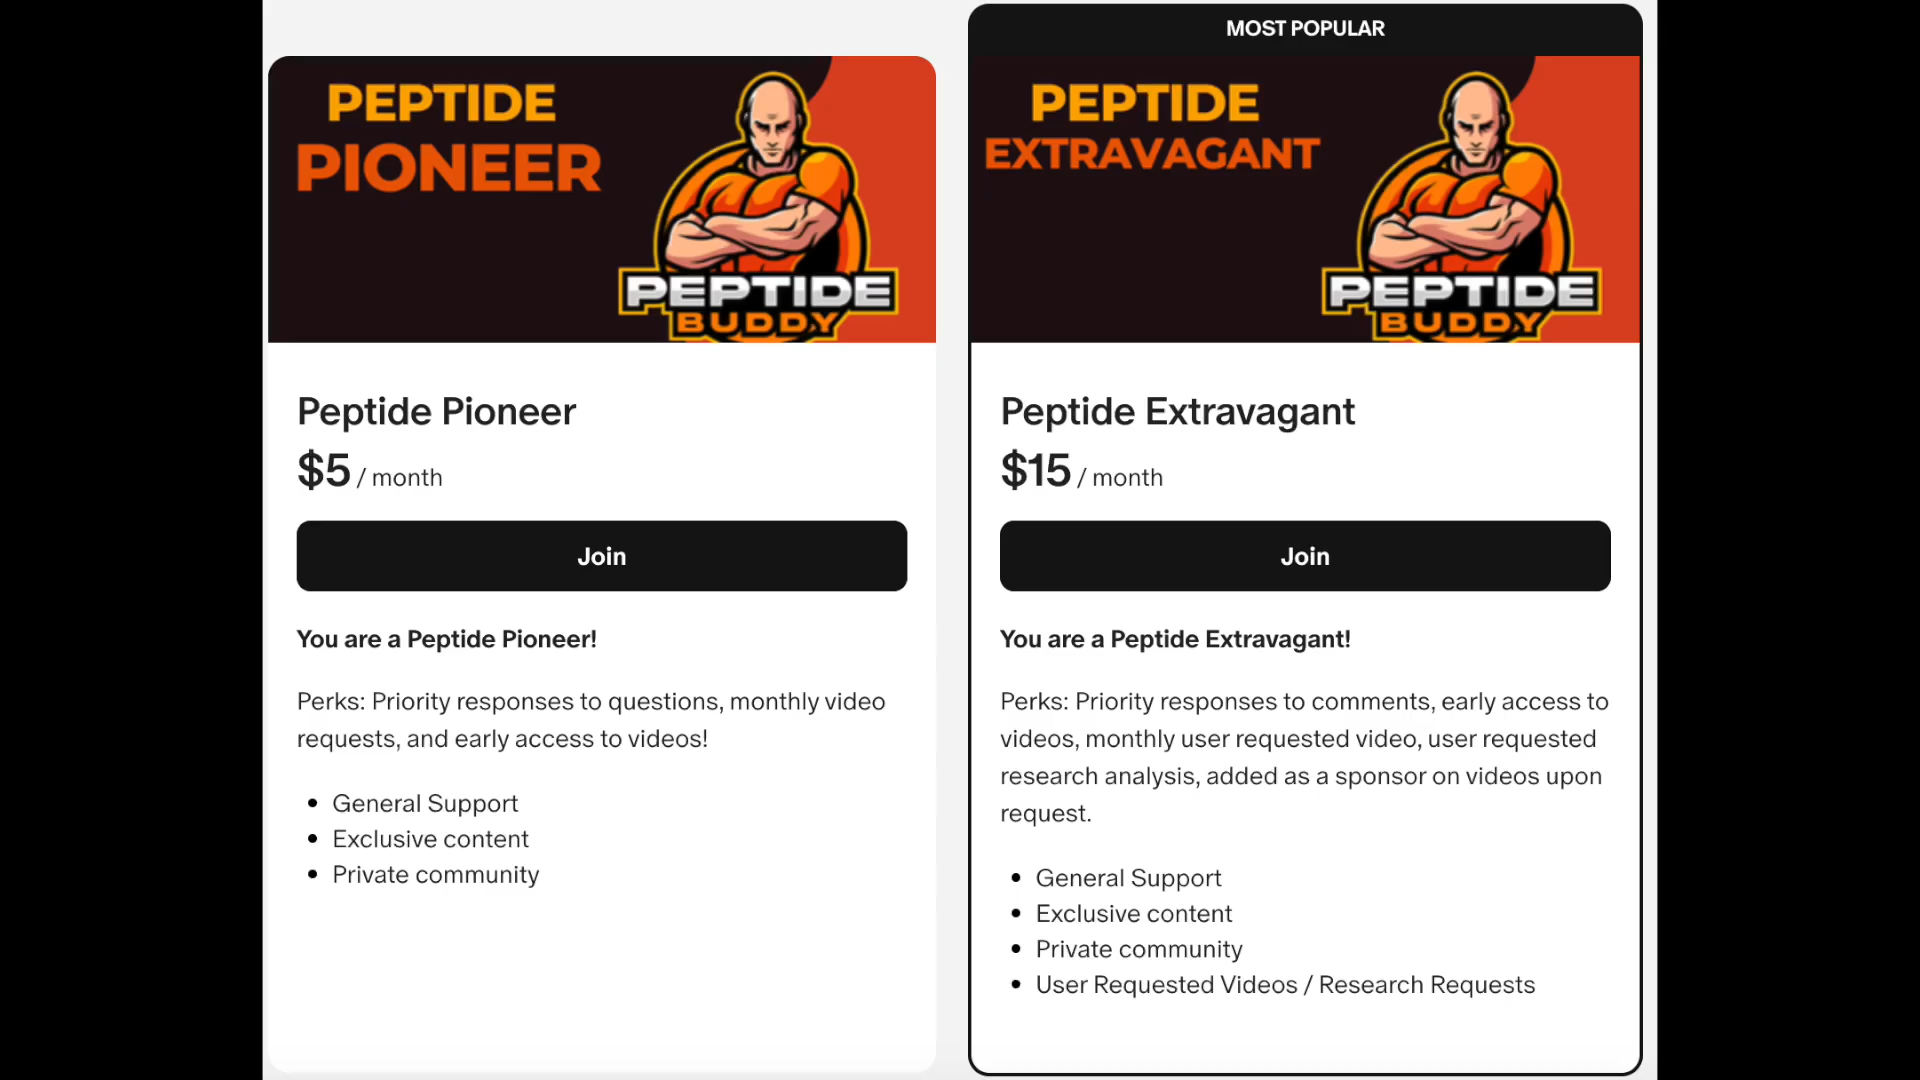 PEPTIDE
PIONEER
PEPTIDE
BUDDY
Peptide Pioneer
$5 / month
Join
You are a Peptide Pioneer!
Perks: Priority responses to questions, monthly video
requests, and early access to videos!
• General Support
• Exclusive content
• Private community
MOST POPULAR
PEPTIDE
EXTRAVAGANT
PEPTIDE
BUDDY
Peptide Extravagant
$15 / month
Join
You are a Peptide Extravagant!
Perks: Priority responses to comments, early access to
videos, monthly user requested video, user requested
research analysis, added as a sponsor on videos upon
request.
• General Support
• Exclusive content
• Private community
• User Requested Videos / Research Requests